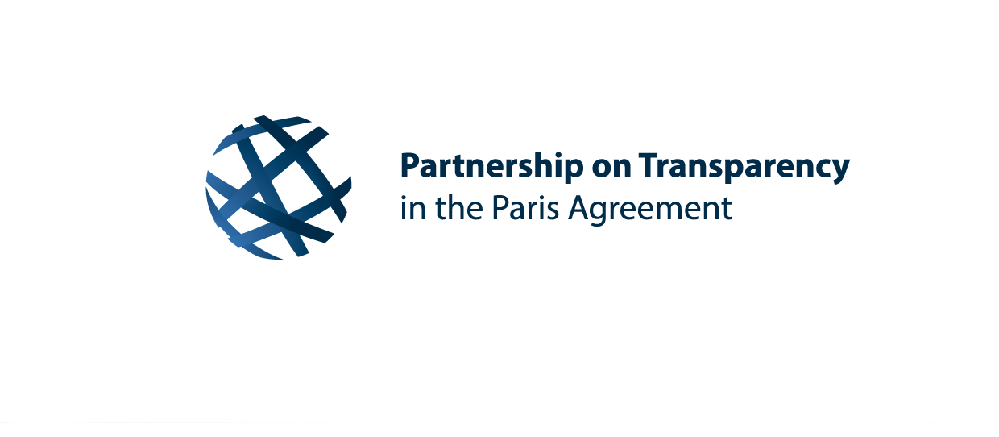 Partnership on Transparency
in the Paris Agreement